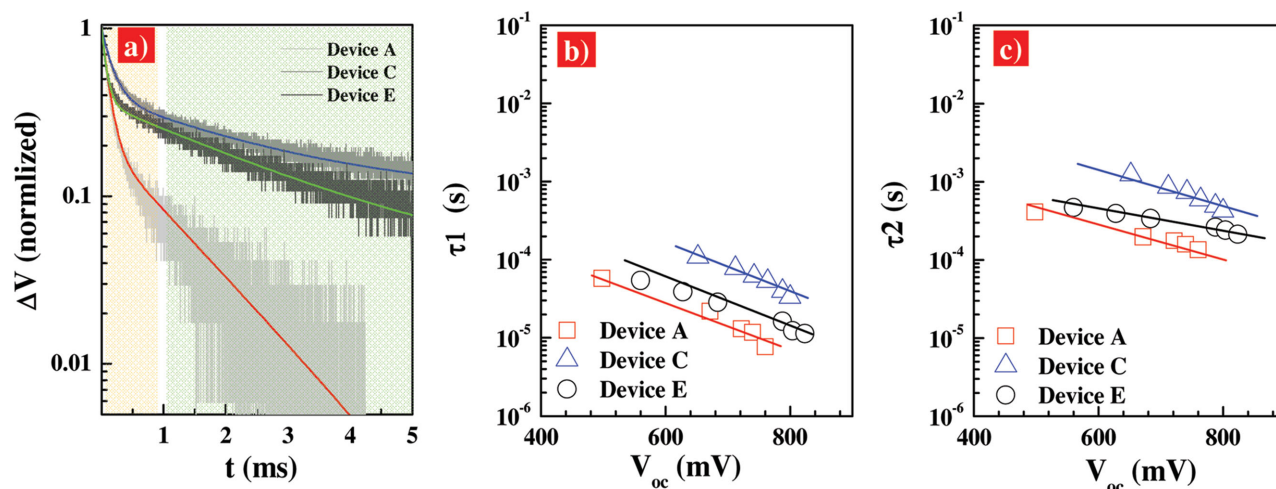 a)
Device A
Device C
Device E
1
0.1
0.01
ΔV (normlized)
1 2 3 4 5
t (ms)
b)
10⁻¹
10⁻²
10⁻³
10⁻⁴
10⁻⁵
10⁻⁶
τ1 (s)
Device A
Device C
Device E
400 600 800
V_oc (mV)
c)
10⁻¹
10⁻²
10⁻³
10⁻⁴
10⁻⁵
10⁻⁶
τ2 (s)
Device A
Device C
Device E
400 600 800
V_oc (mV)